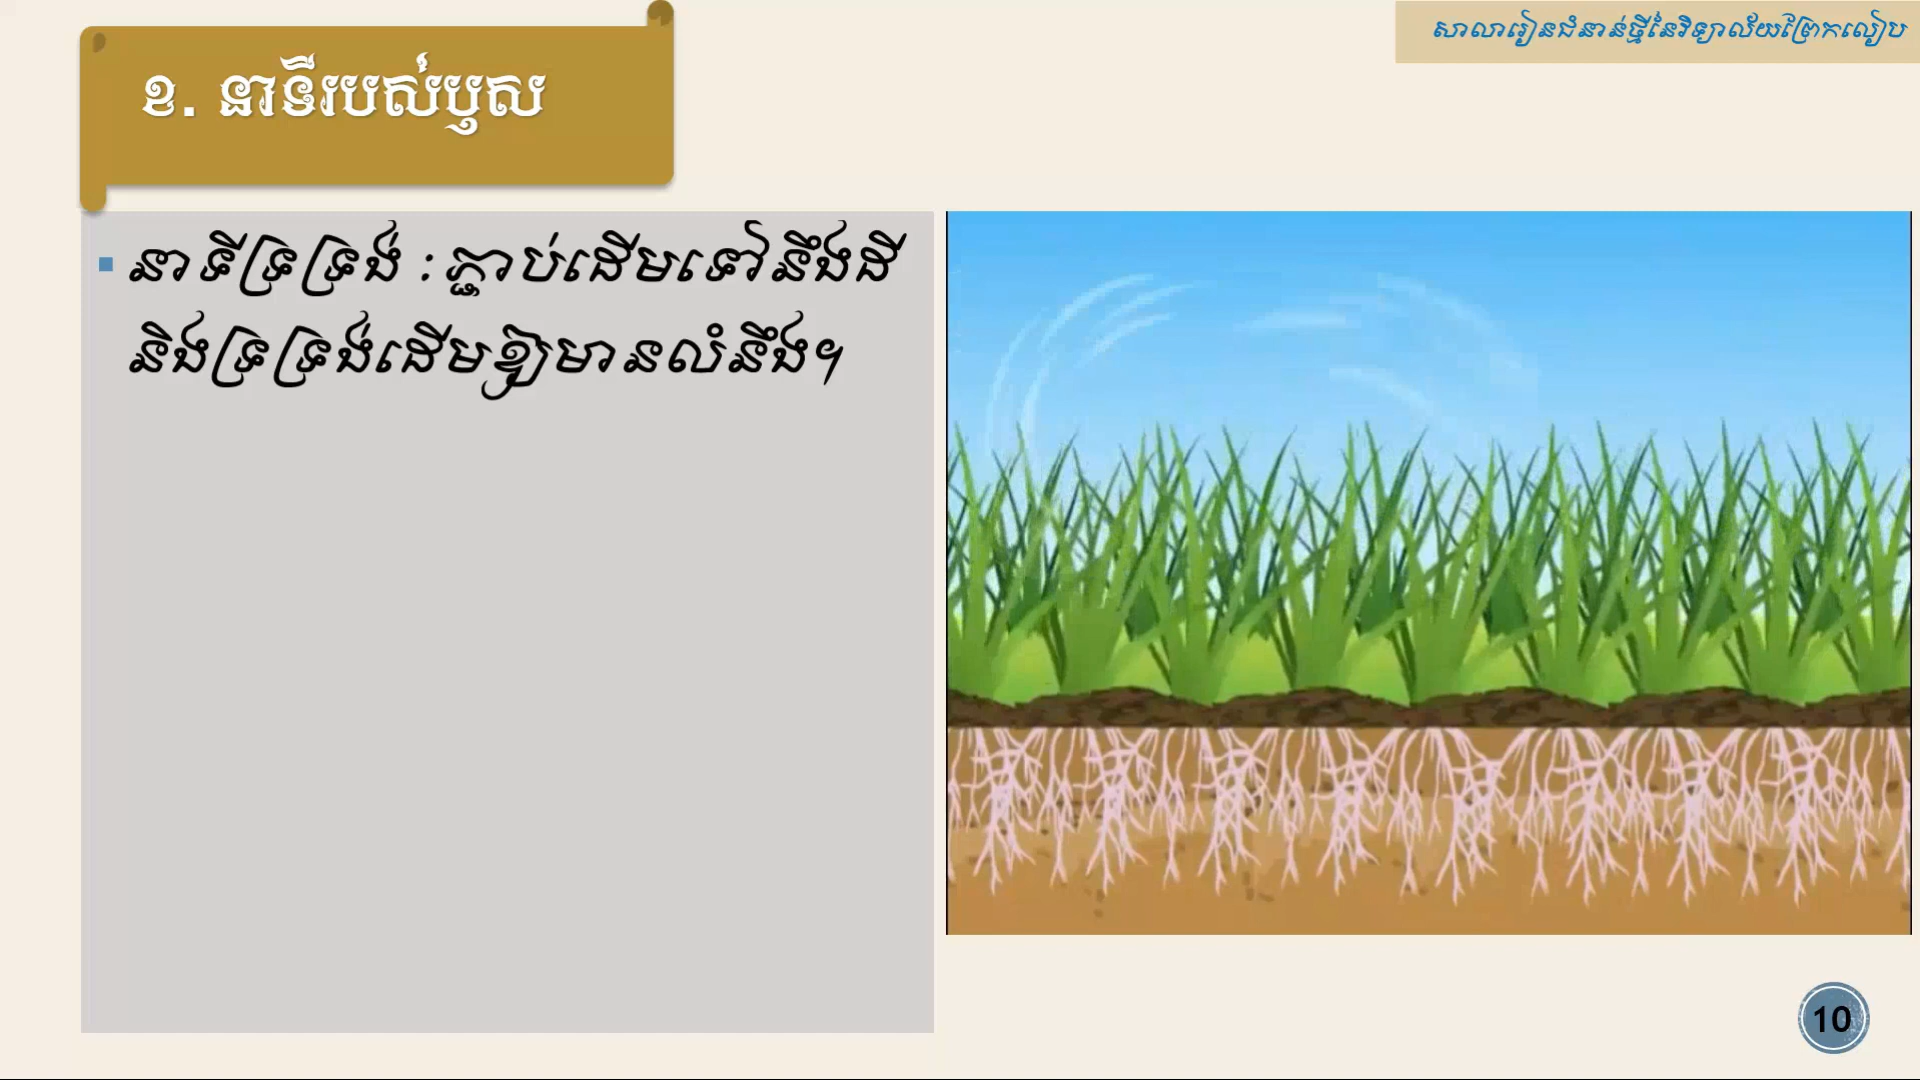 សាលារៀនជំនាន់ថ្មីនៃវិទ្យាល័យព្រែកលៀប
ខ. នាទីរបស់ប្ញស
នាទីទ្រទ្រង់ : ភ្ជាប់ដើមទៅនឹងដី
និងទ្រទ្រង់ដើមឱ្យមានលំនឹង។
10